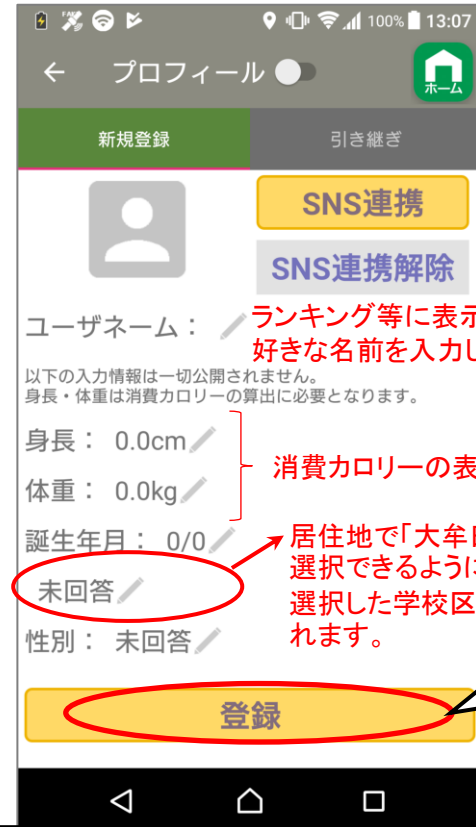 100% 13:07
プロフィール
ホーム
新規登録
引き継ぎ
SNS連携
SNS連携解除
ユーザネーム：
ランキング等に表示
好きな名前を入力し
以下の入力情報は一切公開されません。
身長・体重は消費カロリーの算出に必要となります。
身長： 0.0cm
体重： 0.0kg
消費カロリーの表
誕生年月： 0/0
居住地で「大牟田
選択できるように
選択した学校区
れます。
未回答
性別： 未回答
登録